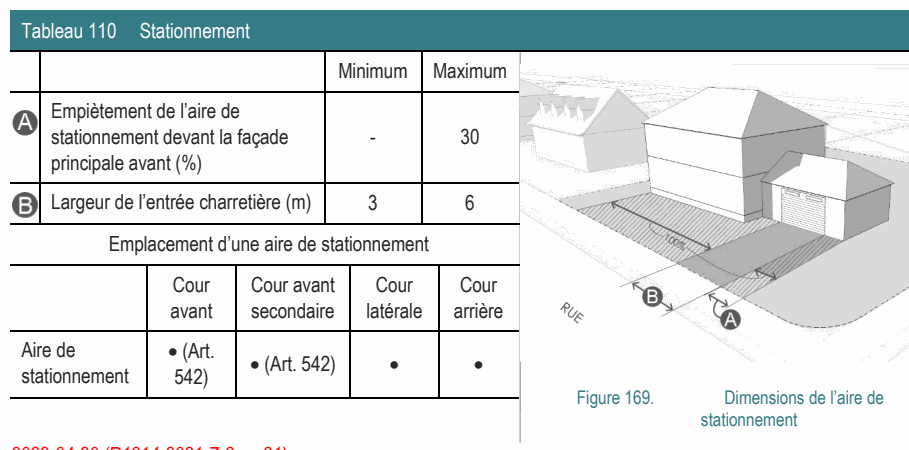 Tableau 110 Stationnement
Minimum Maximum
A Empiètement de l'aire de
stationnement devant la façade
principale avant (%) - 30
B Largeur de l'entrée charretière (m) 3 6
Emplacement d'une aire de stationnement
Cour avant Cour avant secondaire Cour latérale Cour arrière
Aire de stationnement • (Art. 542) • (Art. 542) • •
100%
B
A
RUE
Figure 169. Dimensions de l'aire de
stationnement